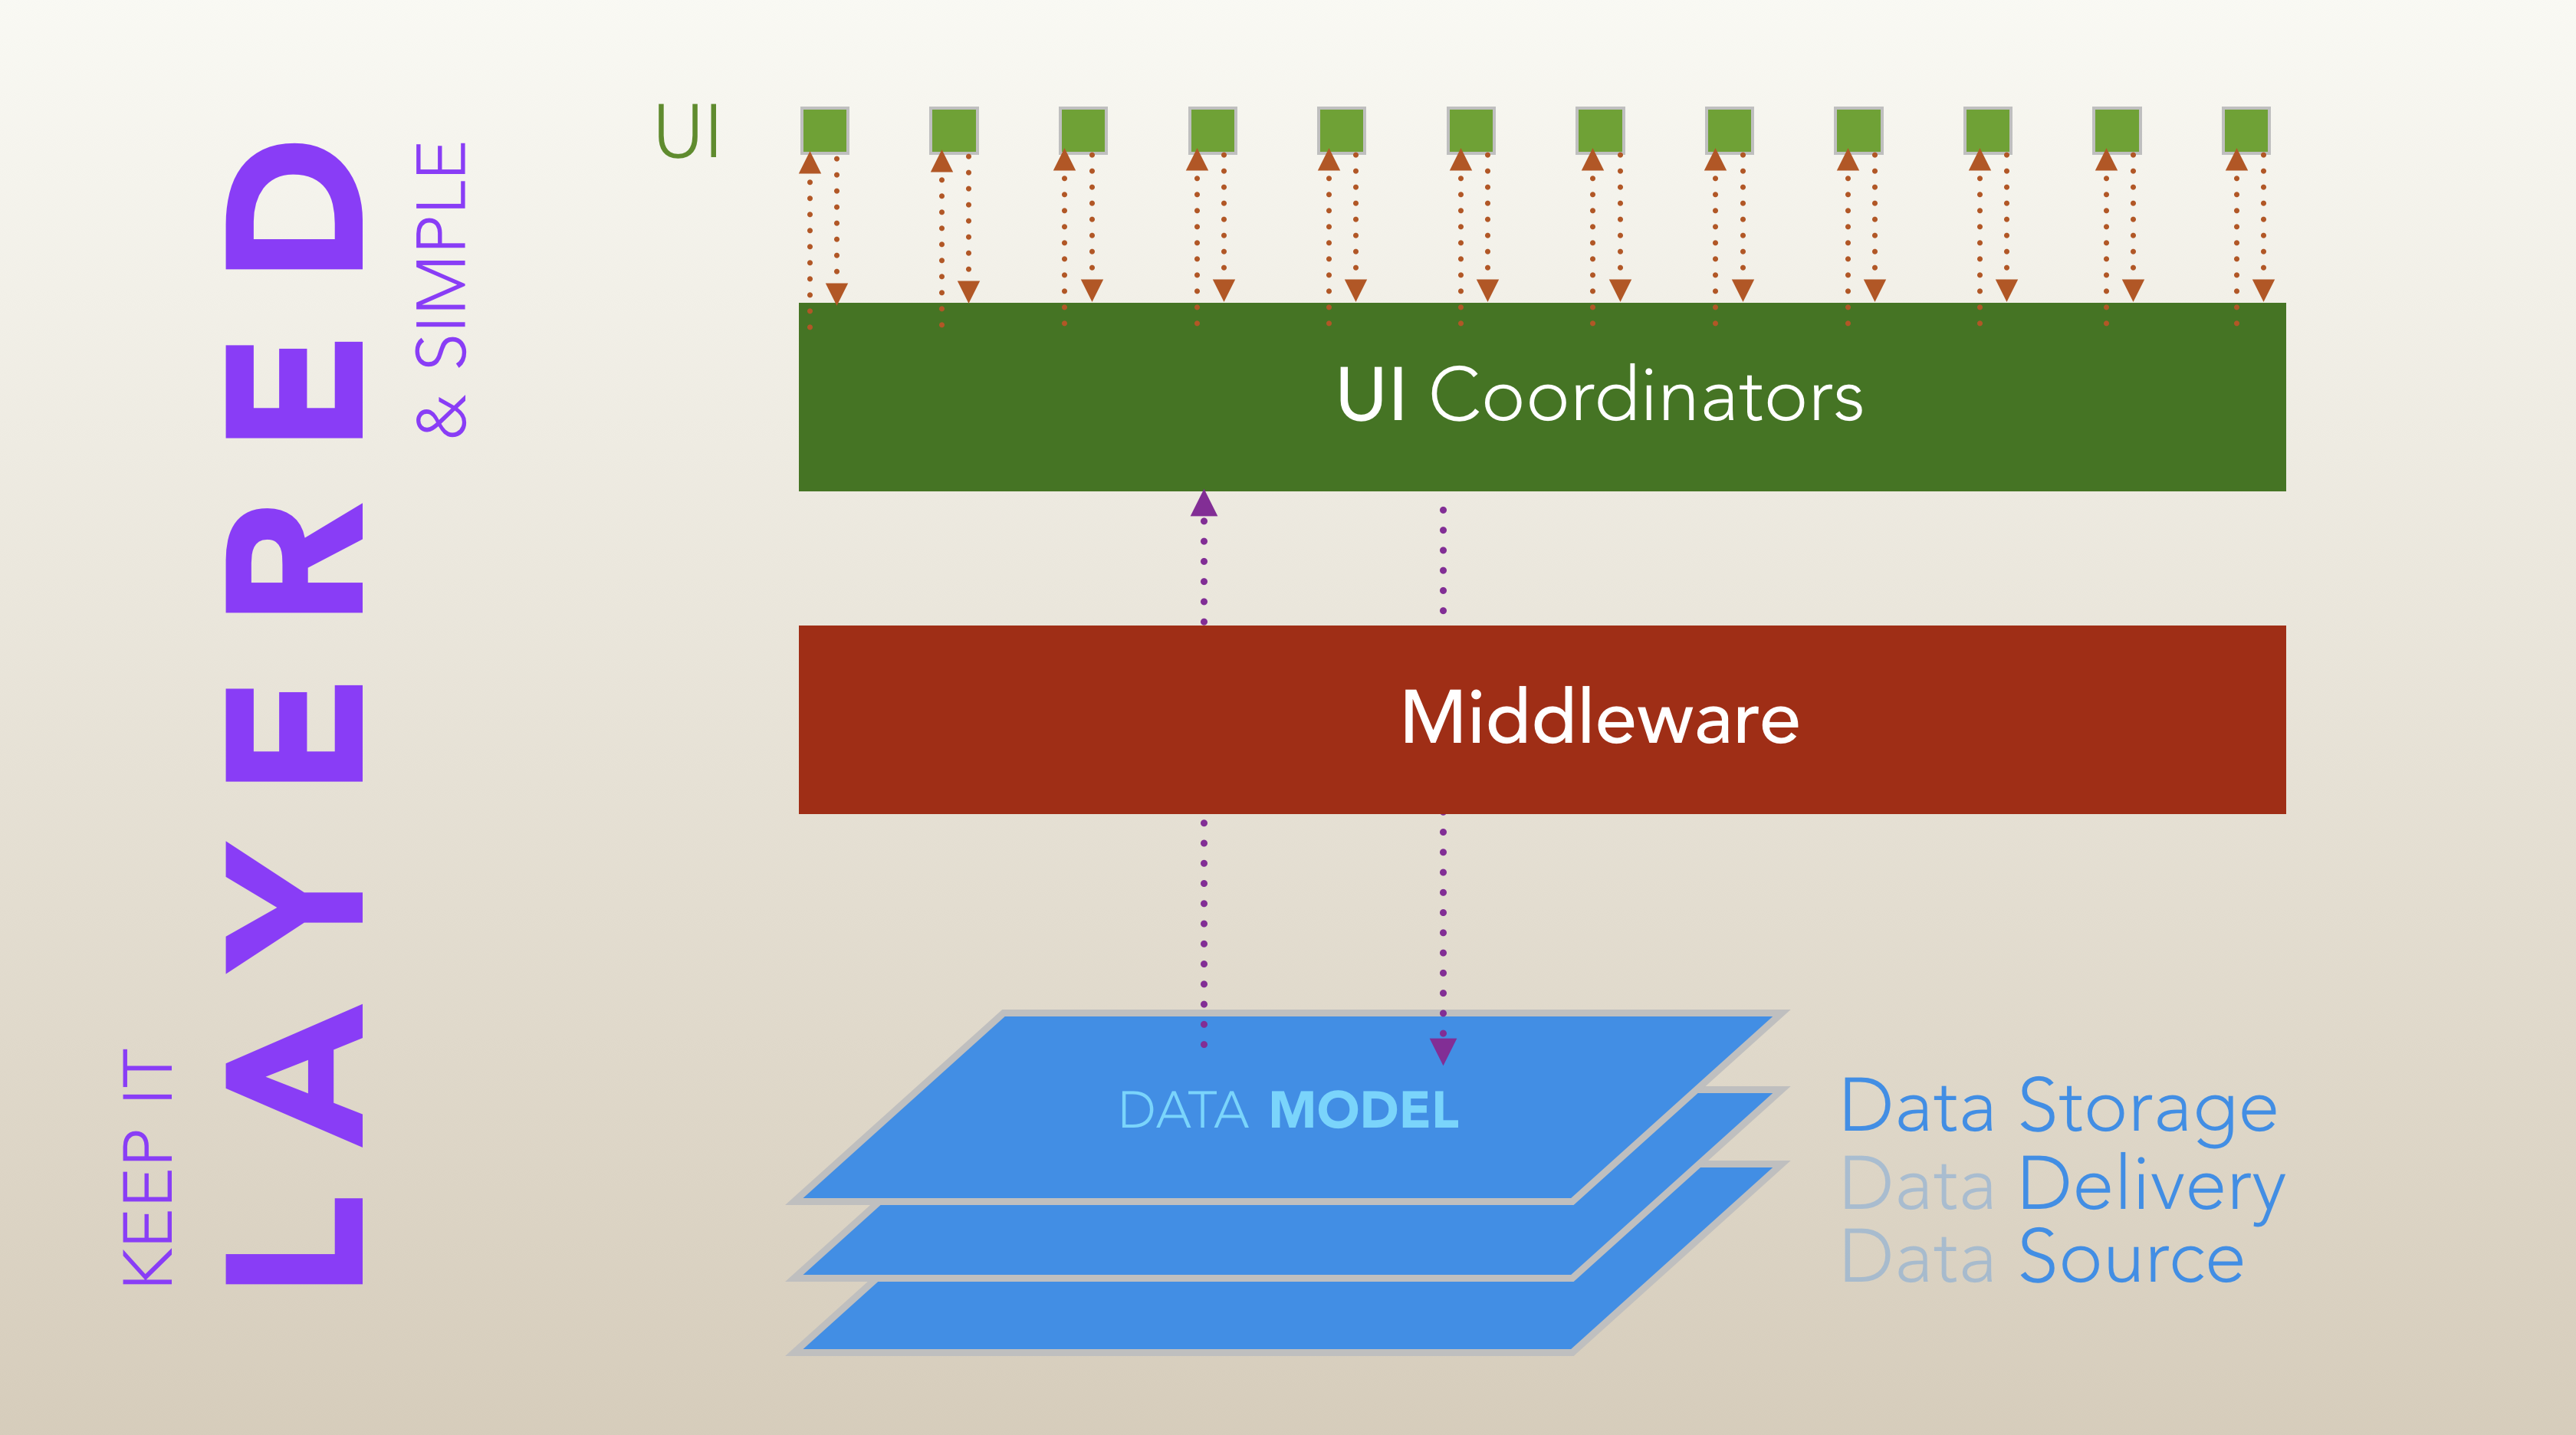 KEEP IT
LAYERED
& SIMPLE
UI
UI Coordinators
Middleware
DATA MODEL
Data Storage
Data Delivery
Data Source